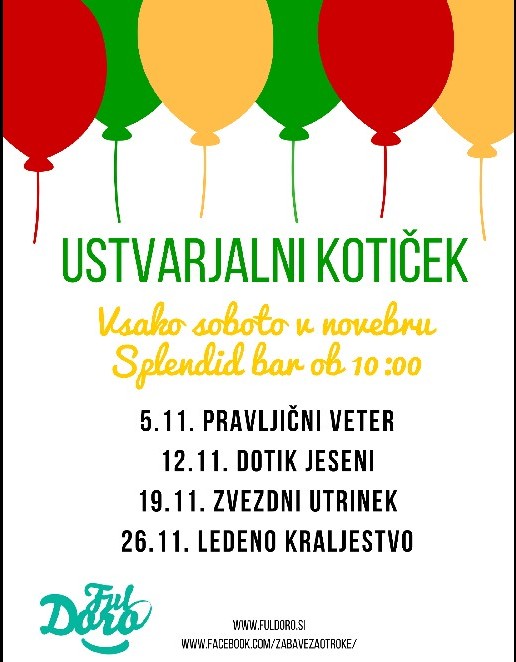 USTVARJALNI KOTIČEK
Vsako soboto v novebru
Splendid bar ob 10:00
5.11. PRAVLJIČNI VETER
12.11. DOTIK JESENI
19.11. ZVEZDNI UTRINEK
26.11. LEDENO KRALJESTVO
Ful
Doro
WWW.FULDORO.SI
WWW.FACEBOOK.COM/ZABAVEZAOTROKE/